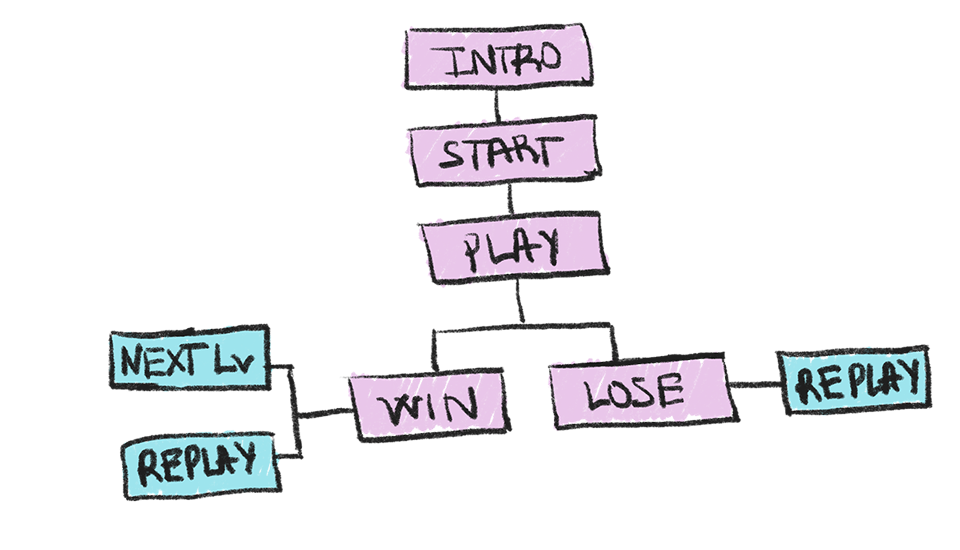 INTRO
START
PLAY
NEXT Lv
WIN
LOSE
REPLAY
REPLAY